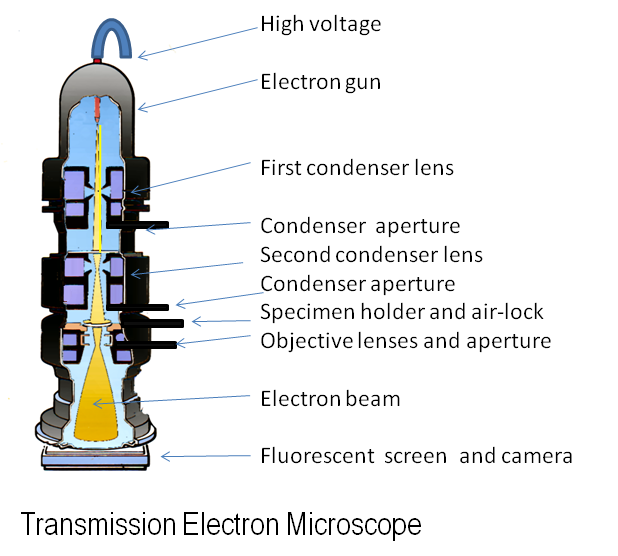 High voltage
Electron gun
First condenser lens
Condenser aperture
Second condenser lens
Condenser aperture
Specimen holder and air-lock
Objective lenses and aperture
Electron beam
Fluorescent screen and camera
Transmission Electron Microscope